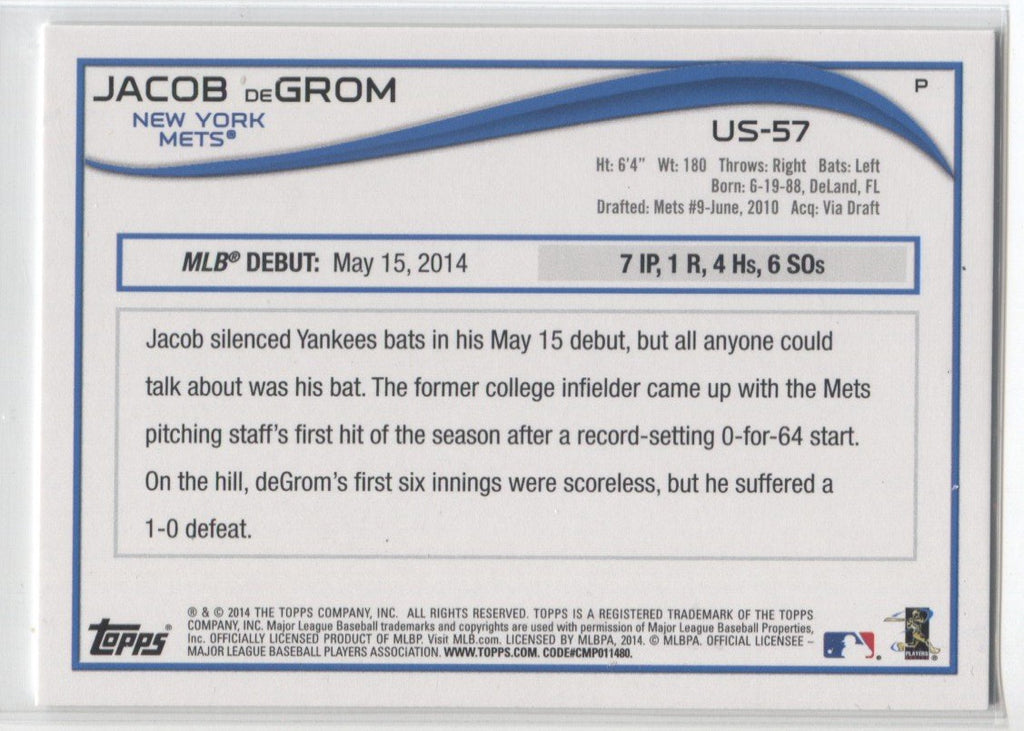 JACOB deGROM
P
NEW YORK
METS®
US-57
Ht: 6'4" Wt: 180 Throws: Right Bats: Left
Born: 6-19-88, DeLand, FL
Drafted: Mets #9-June, 2010 Acq: Via Draft
MLB® DEBUT: May 15, 2014 7 IP, 1 R, 4 Hs, 6 SOs
Jacob silenced Yankees bats in his May 15 debut, but all anyone could
talk about was his bat. The former college infielder came up with the Mets
pitching staff's first hit of the season after a record-setting 0-for-64 start.
On the hill, deGrom's first six innings were scoreless, but he suffered a
1-0 defeat.
Topps®
® & © 2014 THE TOPPS COMPANY, INC. ALL RIGHTS RESERVED. TOPPS IS A REGISTERED TRADEMARK OF THE TOPPS
COMPANY, INC. Major League Baseball trademarks and copyrights are used with permission of Major League Baseball Properties,
Inc. OFFICIALLY LICENSED PRODUCT OF MLBP. Visit MLB.com. LICENSED BY MLBPA, 2014. © MLBPA. OFFICIAL LICENSEE –
MAJOR LEAGUE BASEBALL PLAYERS ASSOCIATION. WWW.TOPPS.COM. CODE#CMP011480.
PLAYERS